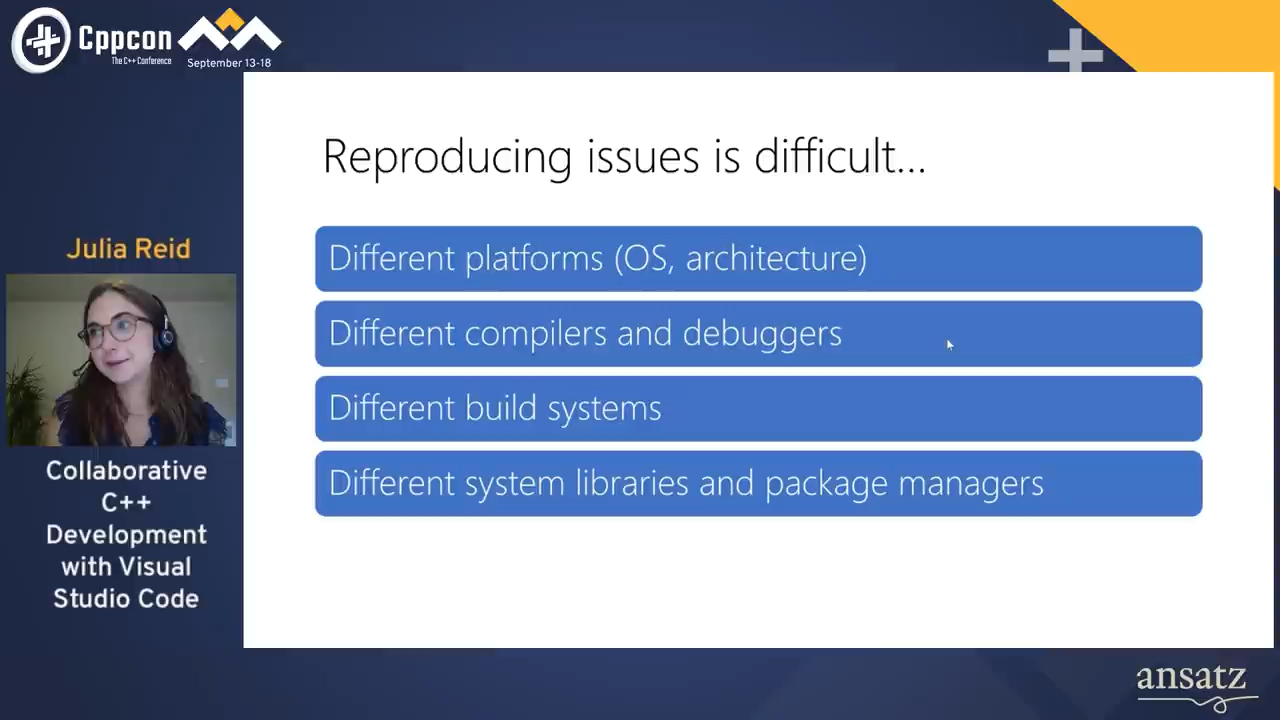 Cppcon
The C++ Conference
September 13-18
Reproducing issues is difficult...
Different platforms (OS, architecture)
Different compilers and debuggers
Different build systems
Different system libraries and package managers
Julia Reid
Collaborative
C++
Development
with Visual
Studio Code
ansatz